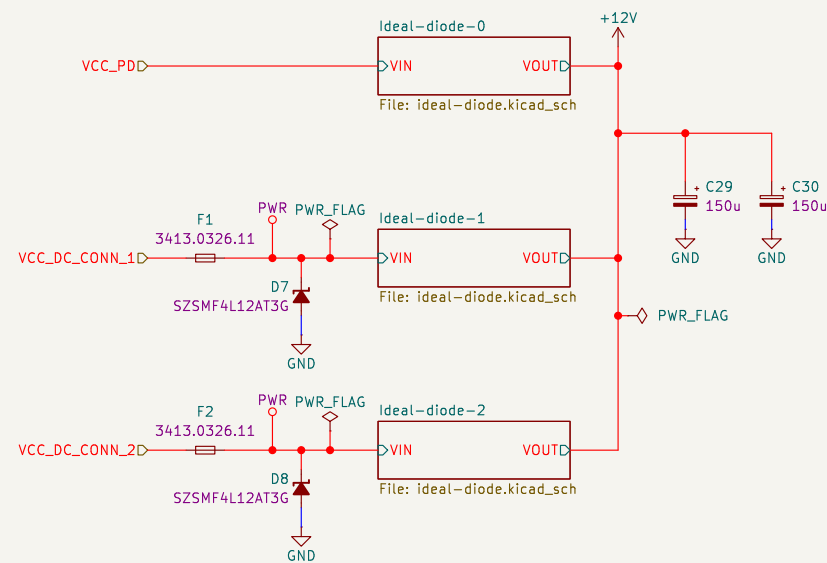 Ideal-diode-0
+12V
VCC_PD
VIN
VOUT
File: ideal-diode.kicad_sch
C29
150u
C30
150u
GND
GND
F1
3413.0326.11
PWR
PWR_FLAG
Ideal-diode-1
VCC_DC_CONN_1
VIN
VOUT
D7
SZSMF4L12AT3G
File: ideal-diode.kicad_sch
PWR_FLAG
GND
F2
3413.0326.11
PWR
PWR_FLAG
Ideal-diode-2
VCC_DC_CONN_2
VIN
VOUT
D8
SZSMF4L12AT3G
File: ideal-diode.kicad_sch
GND